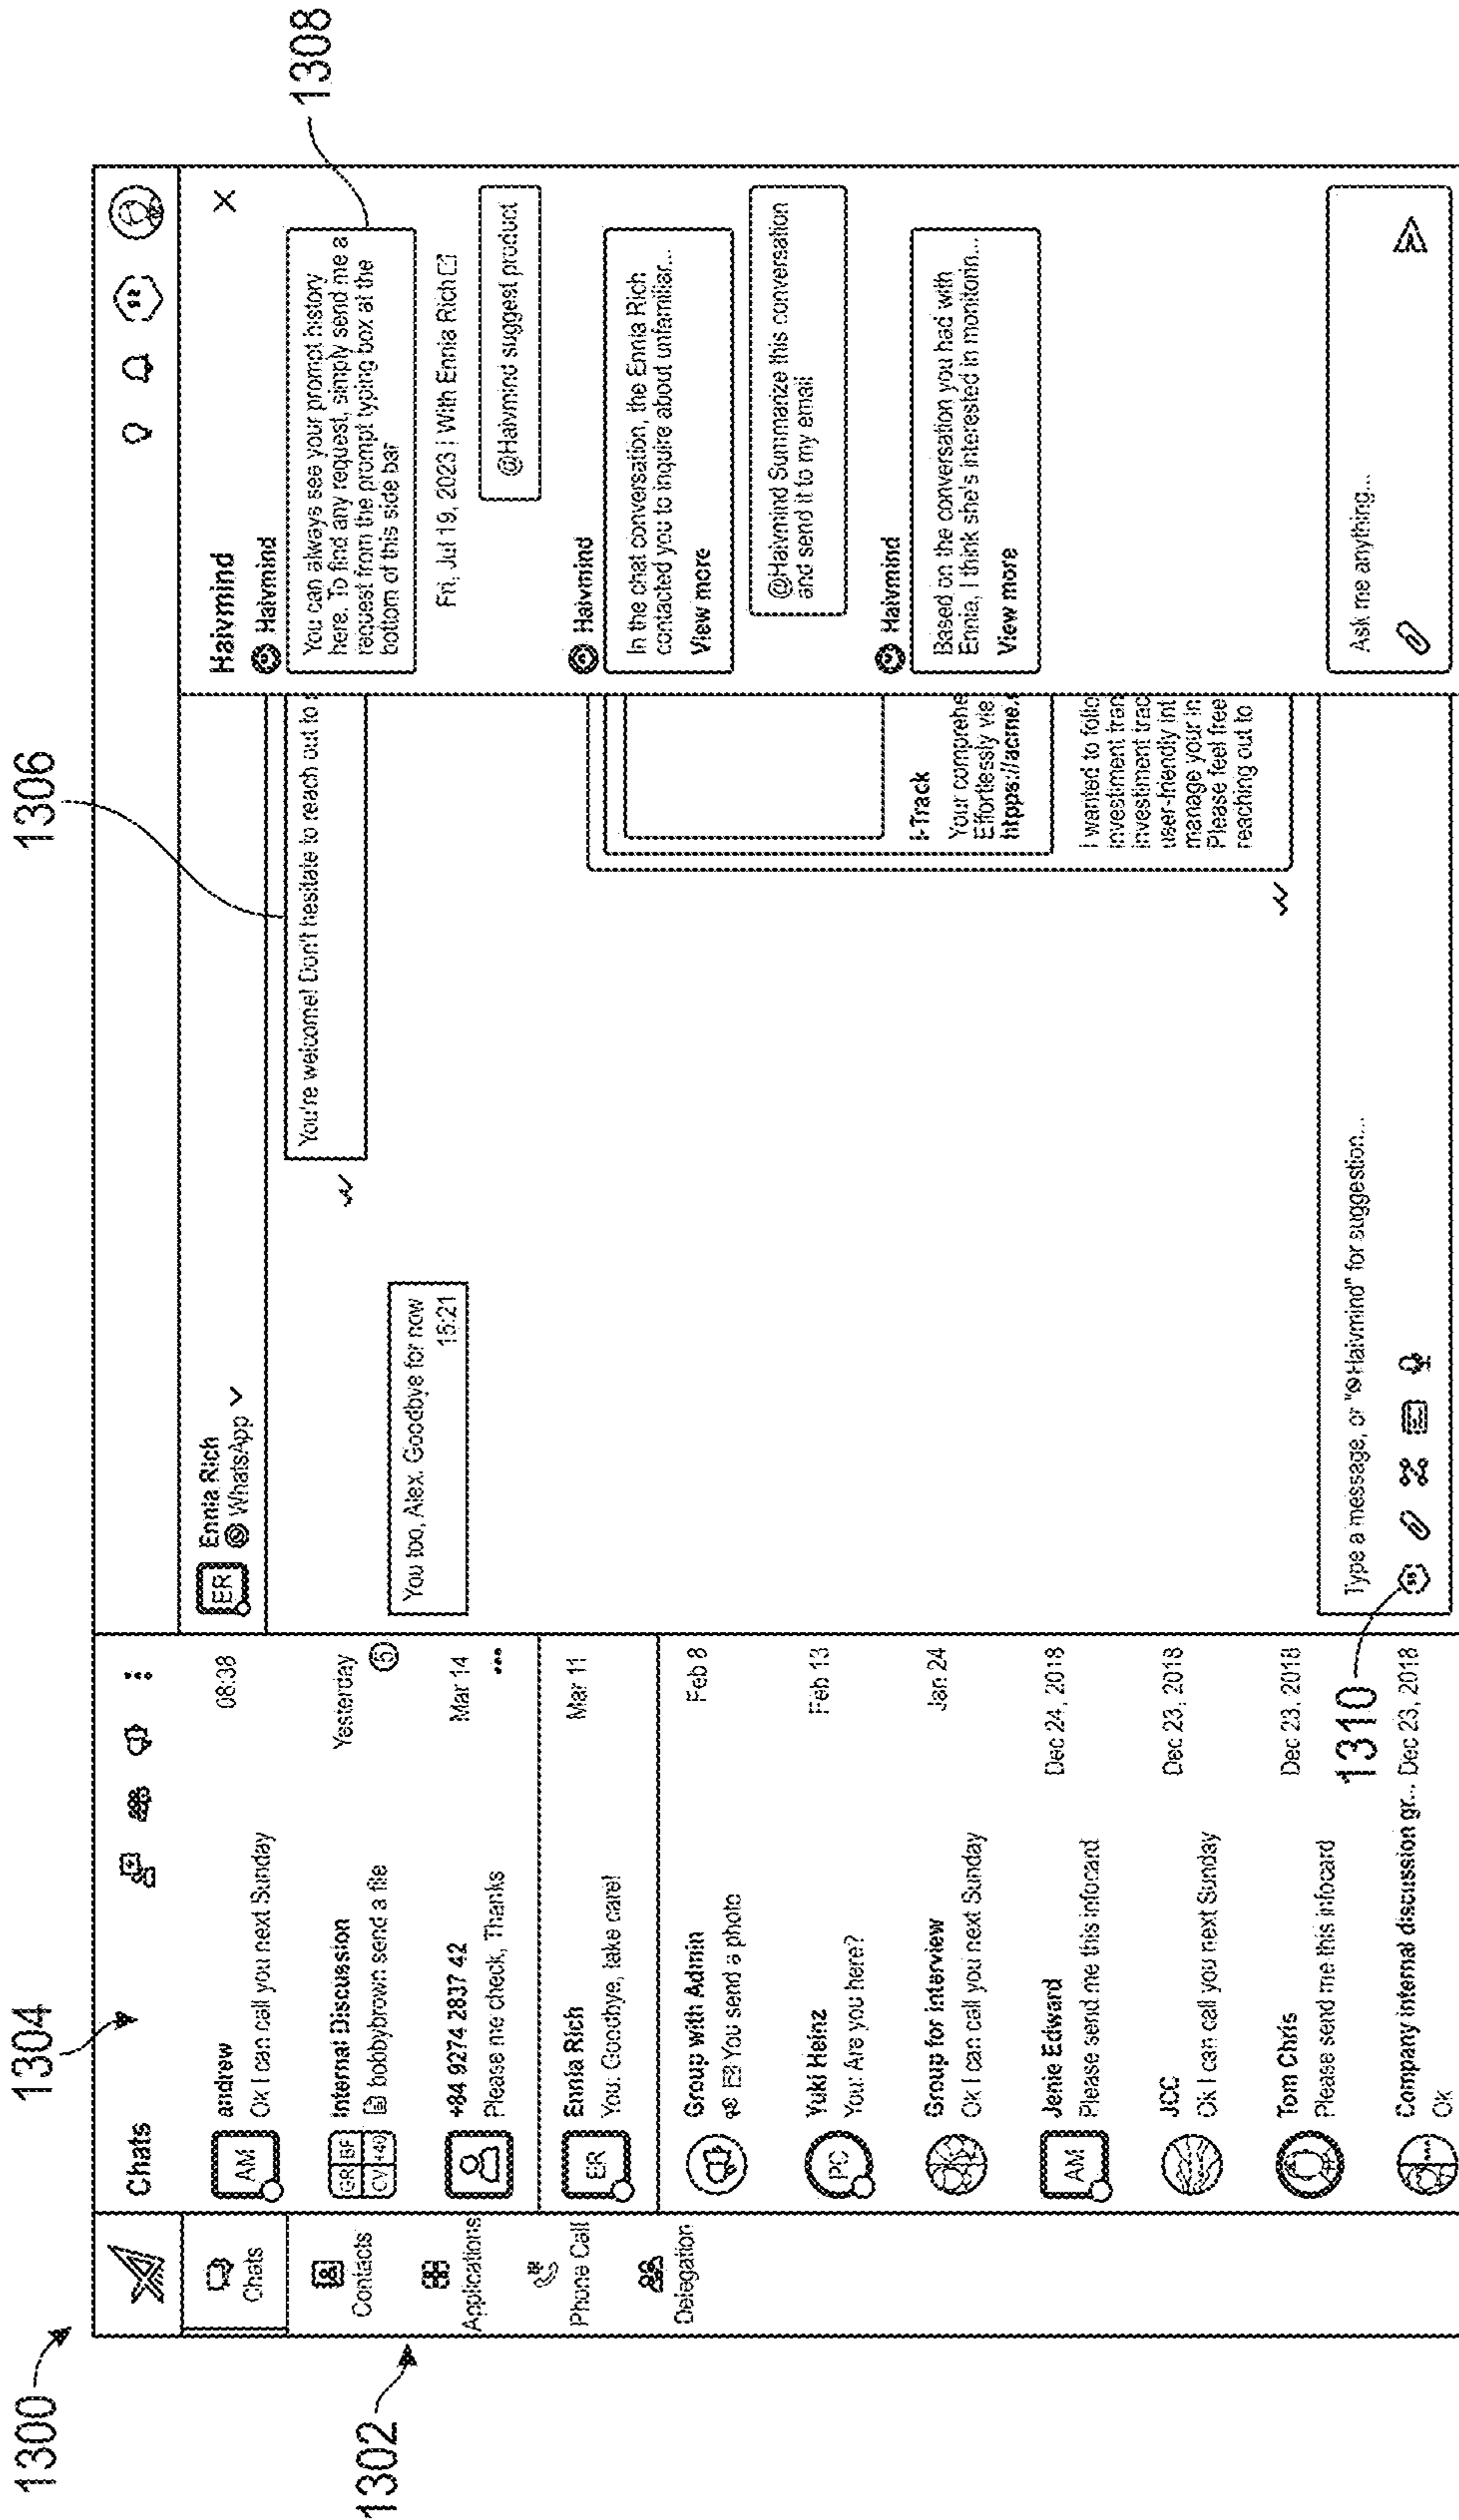 1300
1302
1304
1306
1308
1310
Chats
Contacts
Applications
Phone Call
Delegation
Chats
andrew
08:38
AM
Ok I can call you next Sunday
Internal Discussion
Yesterday
GR BF
CV +40
bobbybrown send a file
5
+84 9274 2837 42
Mar 14
Please me check, Thanks
Ennia Rich
Mar 11
ER
You: Goodbye, take care!
Group with Admin
Feb 8
You send a photo
Yuki Heinz
Feb 13
PC
You: Are you here?
Group for interview
Jan 24
Ok I can call you next Sunday
Jenie Edward
Dec 24, 2018
AM
Please send me this infocard
JCC
Dec 23, 2018
Ok I can call you next Sunday
Tom Chris
Dec 23, 2018
Please send me this infocard
Company internal discussion gr... Dec 23, 2018
Ok
ER
Ennia Rich
WhatsApp
You're welcome! Don't hesitate to reach out to
You too, Alex. Goodbye for now
15:21
I-Track
Your comprehe
Effortlessly vie
htpps://acme.
I wanted to follo
investiment tran
investiment trac
user-friendly int
manage your in
Please feel free
reaching out to
Type a message, or "@Haivmind" for suggestion...
Haivmind
Haivmind
You can always see your prompt history
here. To find any request, simply send me a
request from the prompt typing box at the
bottom of this side bar
Fri, Jul 19, 2023 | With Ennia Rich
@Haivmind suggest product
Haivmind
In the chat conversation, the Ennia Rich
contacted you to inquire about unfamiliar...
View more
@Haivmind Summarize this conversation
and send it to my email
Haivmind
Based on the conversation you had with
Ennia, I think she's interested in monitorin...
View more
Ask me anything...